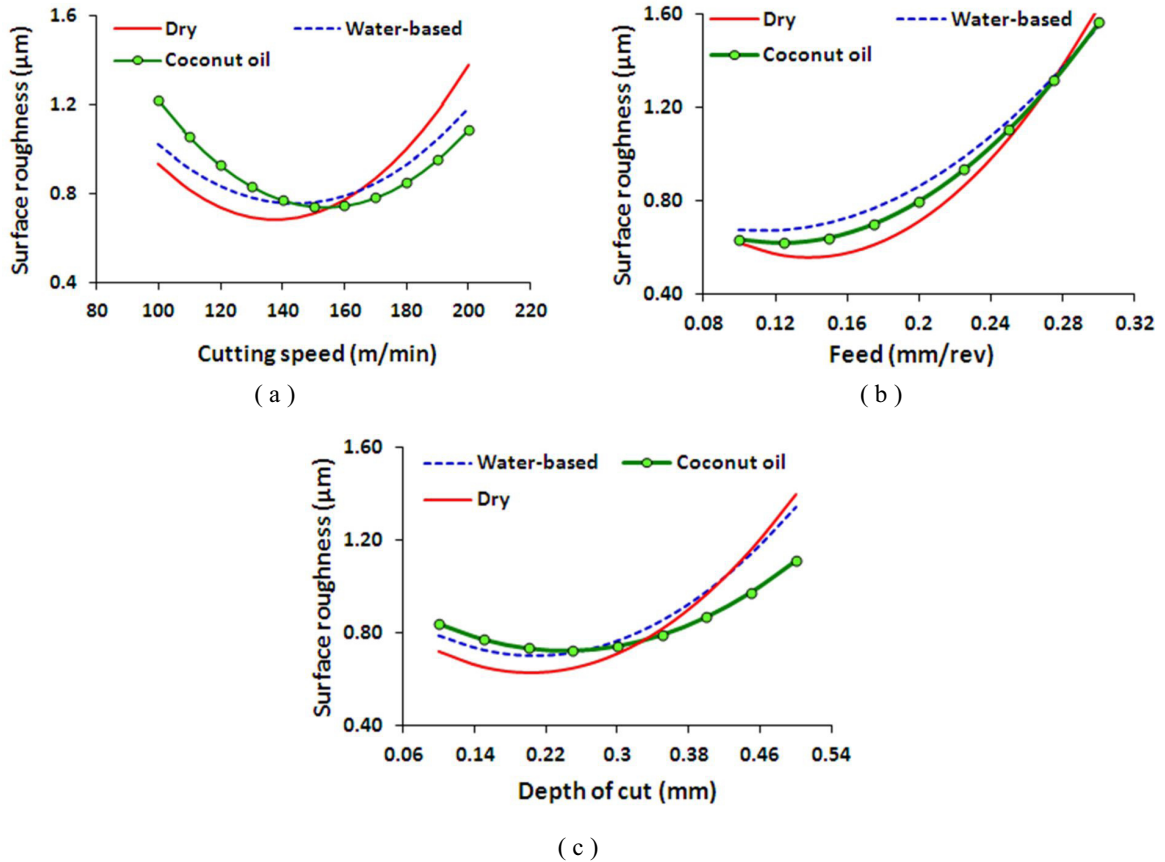 Dry Water-based
Coconut oil
Surface roughness (µm)
1.6
1.2
0.8
0.4
80 100 120 140 160 180 200 220
Cutting speed (m/min)
( a )
Dry Water-based
Coconut oil
Surface roughness (µm)
1.60
1.20
0.80
0.40
0.08 0.12 0.16 0.2 0.24 0.28 0.32
Feed (mm/rev)
( b )
Water-based Coconut oil
Dry
Surface roughness (µm)
1.60
1.20
0.80
0.40
0.06 0.14 0.22 0.3 0.38 0.46 0.54
Depth of cut (mm)
( c )